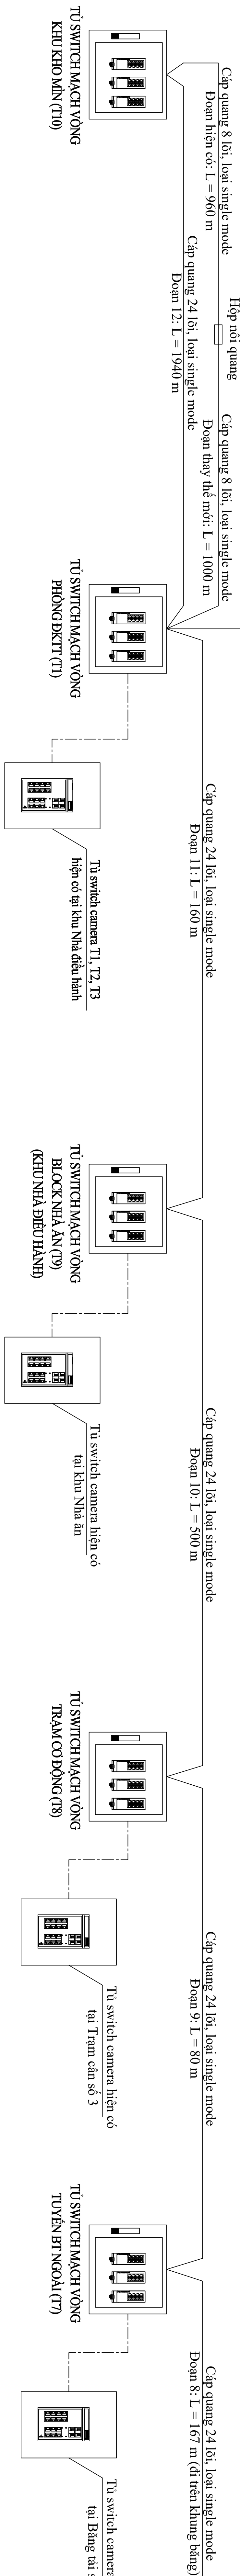 Cáp quang 8 lõi, loại single mode
Đoạn hiện có: L = 960 m
Hộp nối quang
Cáp quang 8 lõi, loại single mode
Đoạn thay thế mới: L = 1000 m
Cáp quang 24 lõi, loại single mode
Đoạn 12: L = 1940 m
TỦ SWITCH MẠCH VÒNG
KHU KHO MÌN (T10)
TỦ SWITCH MẠCH VÒNG
PHÒNG ĐKTT (T1)
Tủ switch camera T1, T2, T3
hiện có tại khu Nhà điều hành
Cáp quang 24 lõi, loại single mode
Đoạn 11: L = 160 m
TỦ SWITCH MẠCH VÒNG
BLOCK NHÀ ĂN (T9)
(KHU NHÀ ĐIỀU HÀNH)
Tủ switch camera hiện có
tại khu Nhà ăn
Cáp quang 24 lõi, loại single mode
Đoạn 10: L = 500 m
TỦ SWITCH MẠCH VÒNG
TRẠM CƠ ĐỘNG (T8)
Tủ switch camera hiện có
tại Trạm cân số 3
Cáp quang 24 lõi, loại single mode
Đoạn 9: L = 80 m
TỦ SWITCH MẠCH VÒNG
TUYẾN BT NGOÀI (T7)
Cáp quang 24 lõi, loại single mode
Đoạn 8: L = 167 m (đi trên khung băng)
Tủ switch camera
tại Băng tải